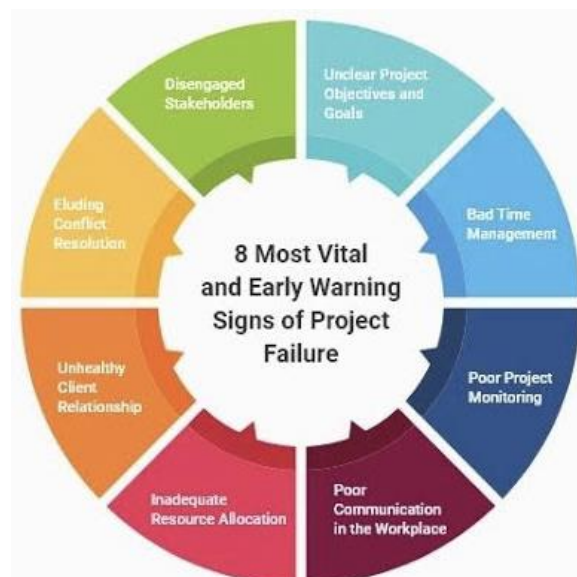 8 Most Vital
and Early Warning
Signs of Project
Failure
Unclear Project
Objectives and
Goals
Bad Time
Management
Poor Project
Monitoring
Poor
Communication
in the Workplace
Inadequate
Resource Allocation
Unhealthy
Client
Relationship
Eluding
Conflict
Resolution
Disengaged
Stakeholders